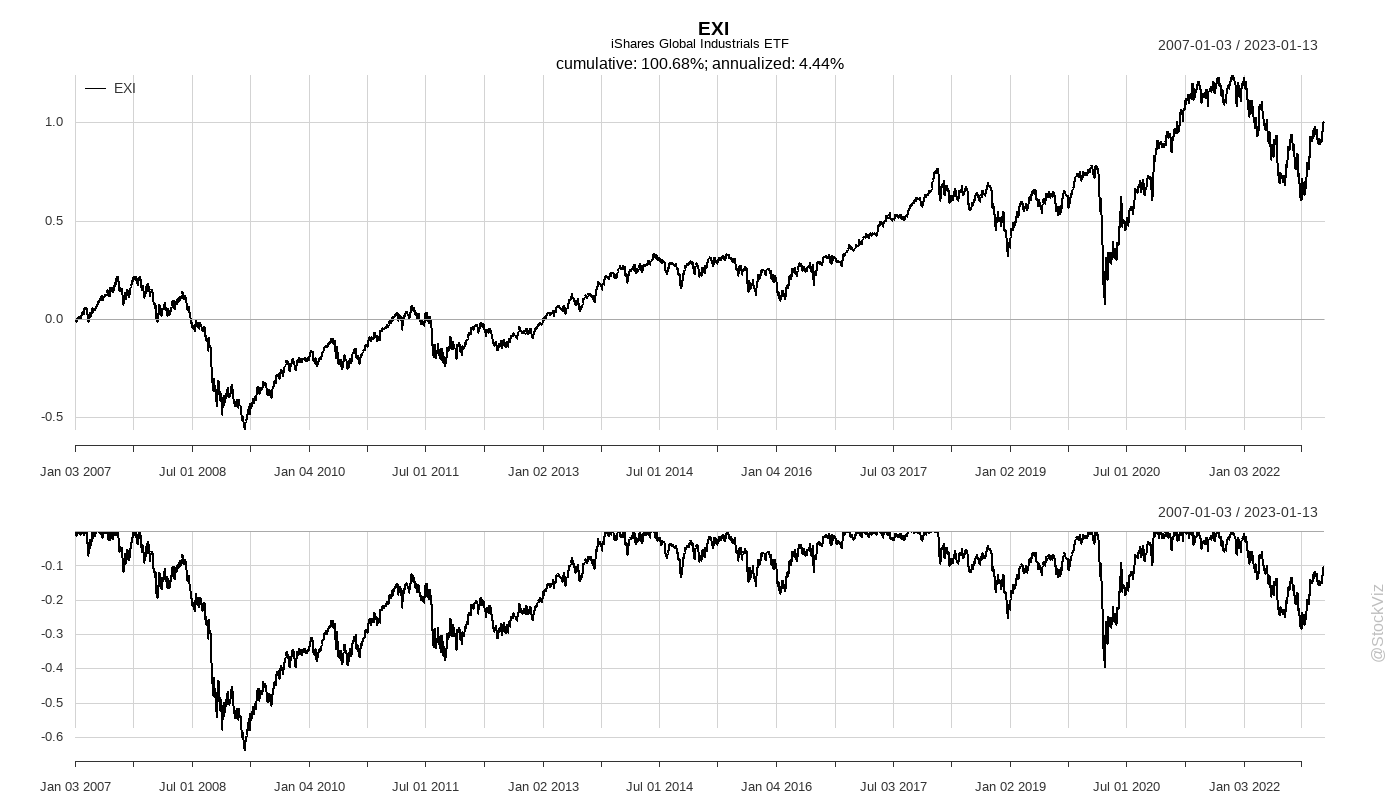 EXI
iShares Global Industrials ETF
cumulative: 100.68%; annualized: 4.44%
2007-01-03 / 2023-01-13
EXI
1.0
0.5
0.0
-0.5
Jan 03 2007 Jul 01 2008 Jan 04 2010 Jul 01 2011 Jan 02 2013 Jul 01 2014 Jan 04 2016 Jul 03 2017 Jan 02 2019 Jul 01 2020 Jan 03 2022
2007-01-03 / 2023-01-13
-0.1
-0.2
-0.3
-0.4
-0.5
-0.6
Jan 03 2007 Jul 01 2008 Jan 04 2010 Jul 01 2011 Jan 02 2013 Jul 01 2014 Jan 04 2016 Jul 03 2017 Jan 02 2019 Jul 01 2020 Jan 03 2022
@StockViz